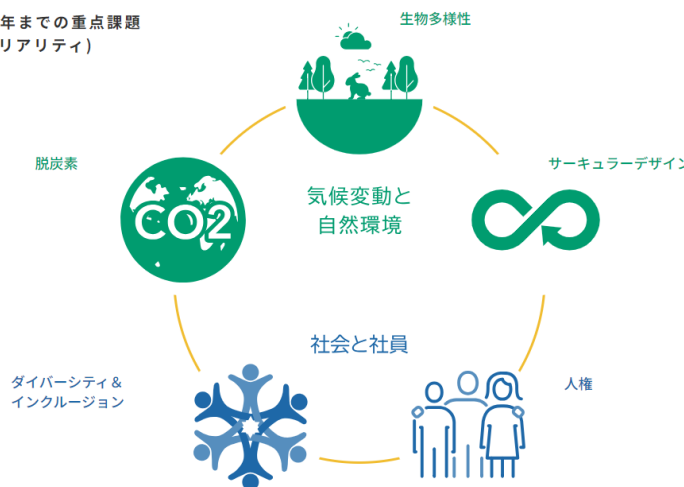 年までの重点課題
リアリティ)
生物多様性
脱炭素
サーキュラーデザイン
気候変動と
自然環境
CO2
社会と社員
ダイバーシティ&
インクルージョン
人権